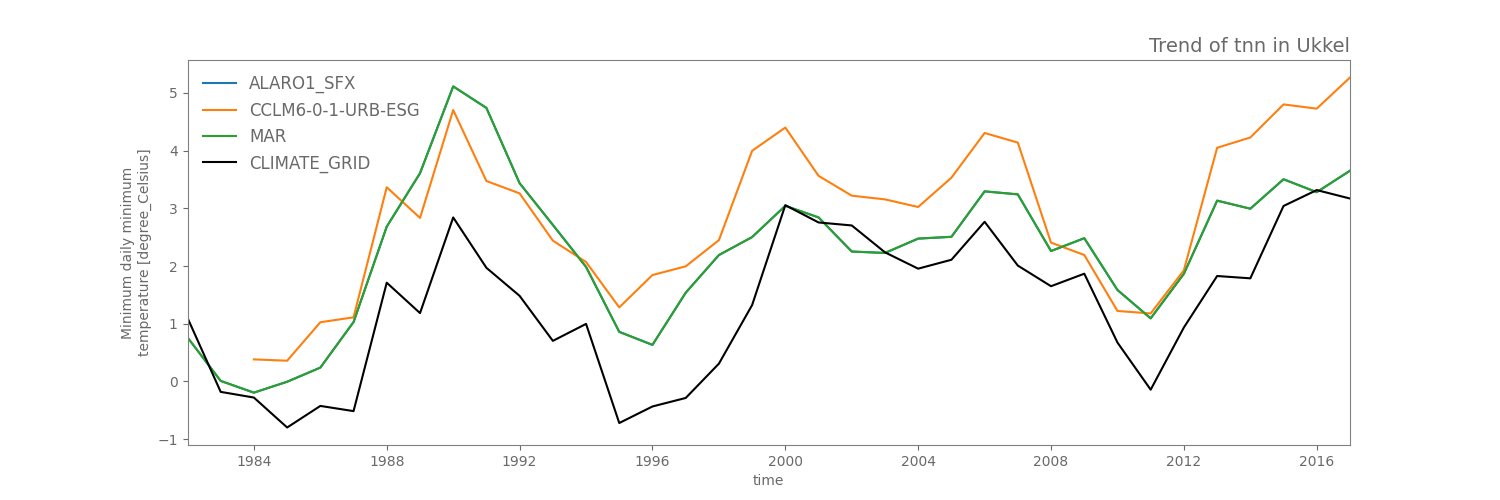 Trend of tnn in Ukkel
ALARO1_SFX
CCLM6-0-1-URB-ESG
MAR
CLIMATE_GRID
Minimum daily minimum
temperature [degree_Celsius]
5
4
3
2
1
0
−1
1984 1988 1992 1996 2000 2004 2008 2012 2016
time